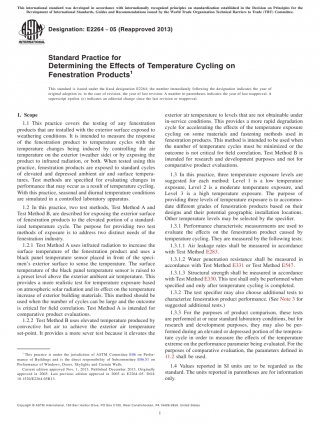 This international standard was developed in accordance with internationally recognized principles on standardization established in the Decision on Principles for the
Development of International Standards, Guides and Recommendations issued by the World Trade Organization Technical Barriers to Trade (TBT) Committee.
Designation: E2264 − 05 (Reapproved 2013)
Standard Practice for
Determining the Effects of Temperature Cycling on
Fenestration Products1
This standard is issued under the fixed designation E2264; the number immediately following the designation indicates the year of
original adoption or, in the case of revision, the year of last revision. A number in parentheses indicates the year of last reapproval. A
superscript epsilon (ε) indicates an editorial change since the last revision or reapproval.
1. Scope
1.1 This practice covers the testing of any fenestration
products that are installed with the exterior surface exposed to
weathering conditions. It is intended to measure the response
of the fenestration product to temperature cycles with the
temperature changes being induced by controlling the air
temperature on the exterior (weather side) or by exposing the
product to infrared radiation, or both. When testing using this
practice, fenestration products are exposed to standard cycles
of elevated and depressed ambient air and surface tempera-
tures. Test methods are specified for evaluating changes in
performance that may occur as a result of temperature cycling.
With this practice, seasonal and diurnal temperature conditions
are simulated in a controlled laboratory apparatus.
1.2 In this practice, two test methods, Test Method A and
Test Method B, are described for exposing the exterior surface
of fenestration products to the elevated portion of a standard-
ized temperature cycle. The purpose for providing two test
methods of exposure is to address two distinct needs of the
fenestration industry.
1.2.1 Test Method A uses infrared radiation to increase the
surface temperature of the fenestration product and uses a
black panel temperature sensor placed in front of the speci-
men's exterior surface to sense the temperature. The surface
temperature of the black panel temperature sensor is raised to
a preset level above the exterior ambient air temperature. This
provides a more realistic test for temperature exposure based
on atmospheric solar radiation and its effect on the temperature
increase of exterior building materials. This method should be
used when the number of cycles can be large and the outcome
is critical for field correlation. Test Method A is intended for
comparative product evaluations.
1.2.2 Test Method B uses elevated temperature produced by
convective hot air to achieve the exterior air temperature
set-point. It provides a more severe test because it elevates the
1 This practice is under the jurisdiction of ASTM Committee E06 on Perfor-
mance of Buildings and is the direct responsibility of Subcommittee E06.51 on
Performance of Windows, Doors, Skylights and Curtain Walls.
Current edition approved Nov. 1, 2013. Published December 2013. Originally
approved in 2003. Last previous edition approved in 2005 as E2264–05. DOI:
10.1520/E2264-05R13.
exterior air temperature to levels that are not obtainable under
in-service conditions. This provides a more rapid degradation
cycle for accelerating the effects of the temperature exposure
cycling on some materials and fastening methods used in
fenestration products. This method is intended to be used when
the number of temperature cycles must be minimized or the
outcome is not critical for field correlation. Test Method B is
intended for research and development purposes and not for
comparative product evaluations.
1.3 In this practice, three temperature exposure levels are
suggested for each method: Level 1 is a low temperature
exposure, Level 2 is a moderate temperature exposure, and
Level 3 is a high temperature exposure. The purpose of
providing three levels of temperature exposure is to accommo-
date different grades of fenestration products based on their
designs and their potential geographic installation locations.
Other temperature levels may be selected by the specifier.
1.3.1 Performance characteristic measurements are used to
evaluate the effects on the fenestration product caused by
temperature cycling. They are measured by the following tests:
1.3.1.1 Air leakage rates shall be measured in accordance
with Test Method E283.
1.3.1.2 Water penetration resistance shall be measured in
accordance with Test Method E331 or Test Method E547.
1.3.1.3 Structural strength shall be measured in accordance
with Test Method E330. This test shall only be performed when
specified and only after temperature cycling is completed.
1.3.2 The test specifier may also choose additional tests to
characterize fenestration product performance. (See Note 5 for
suggested additional tests.)
1.3.3 For the purposes of product comparison, these tests
are performed at or near standard laboratory conditions, but for
research and development purposes, they may also be per-
formed during an elevated or depressed portion of the tempera-
ture cycle in order to measure the effects of the temperature
extreme on the performance parameter being evaluated. For the
purposes of comparative evaluation, the parameters defined in
11.2 shall be used.
1.4 Values reported in SI units are to be regarded as the
standard. The units reported in parentheses are for information
only.
Copyright © ASTM International, 100 Barr Harbor Drive, PO Box C700, West Conshohocken, PA 19428-2959. United States
1